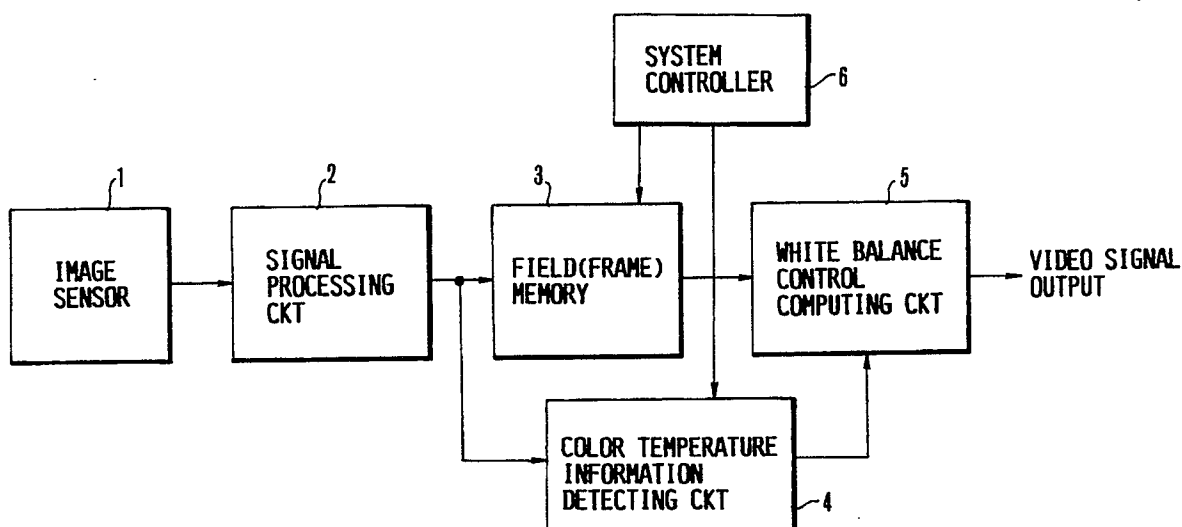 SYSTEM
CONTROLLER
6
1
2
3
5
IMAGE
SENSOR
SIGNAL
PROCESSING
CKT
FIELD(FRAME)
MEMORY
WHITE BALANCE
CONTROL
COMPUTING CKT
VIDEO SIGNAL
OUTPUT
COLOR TEMPERATURE
INFORMATION
DETECTING CKT
4